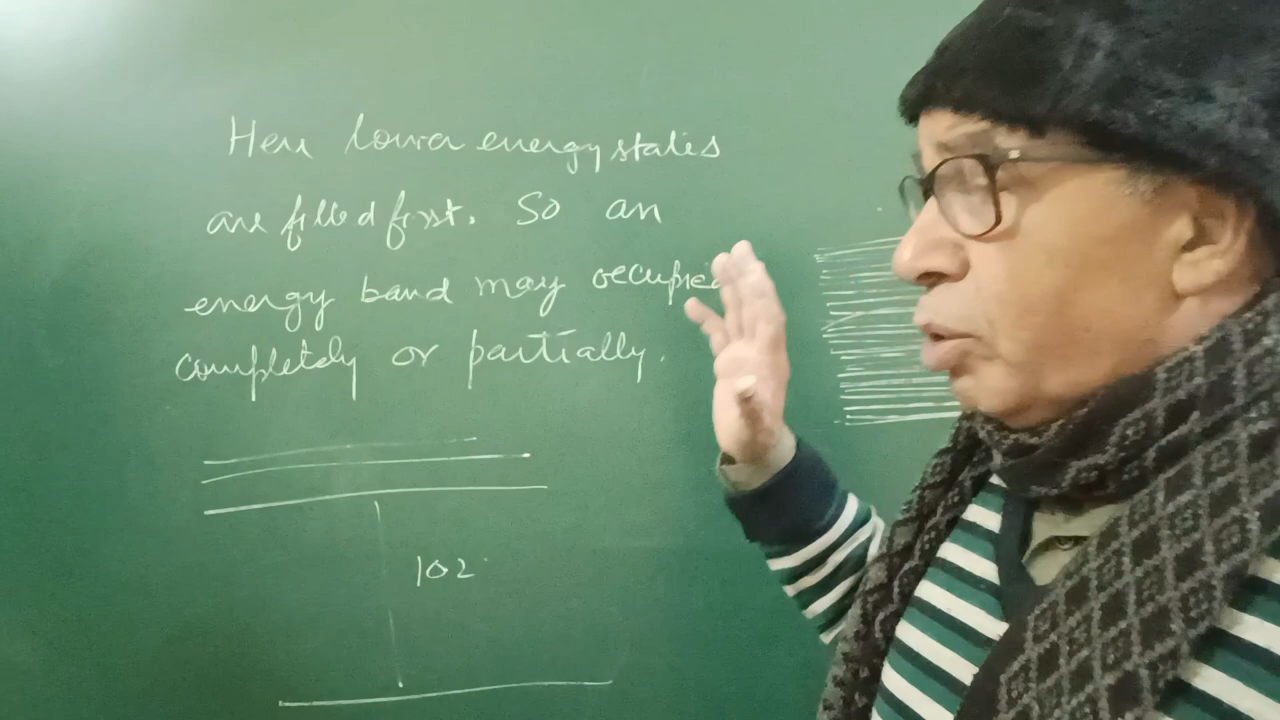 Here lower energy states
are filled first. So an
energy band may occupied
completely or partially.
102